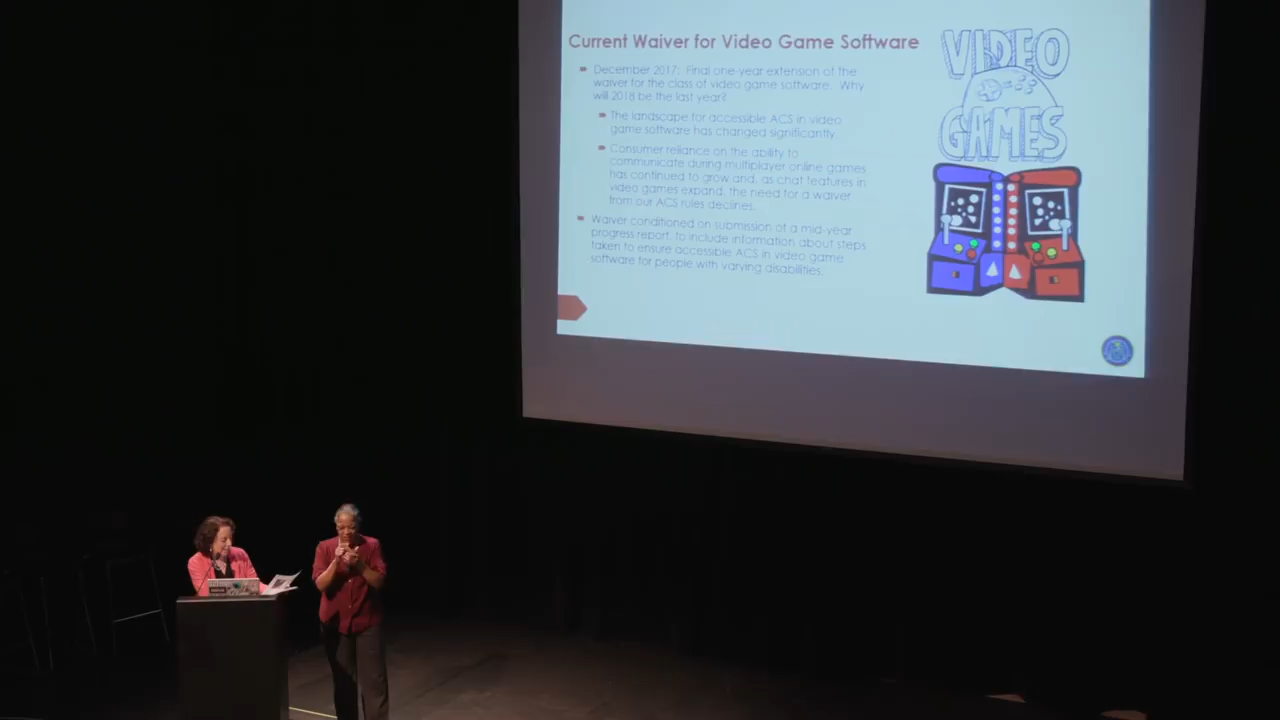 Current Waiver for Video Game Software
December 2017: Final one-year extension of the
waiver for the class of video game software. Why
will 2018 be the last year?
The landscape for accessible ACS in video
game software has changed significantly.
Consumer reliance on the ability to
communicate during multiplayer online games
has continued to grow and, as chat features in
video games expand, the need for a waiver
from our ACS rules declines.
Waiver conditioned on submission of a mid-year
progress report, to include information about steps
taken to ensure accessible ACS in video game
software for people with varying disabilities.
VIDEO
GAMES